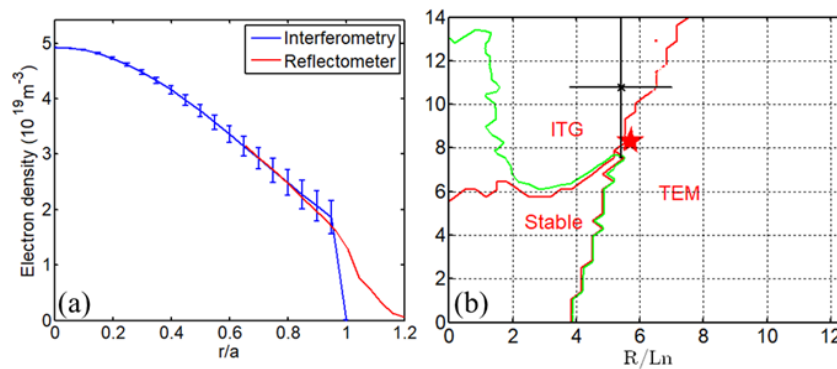 Electron density (10¹⁹m⁻³)
5
4
3
2
1
0
Interferometry
Reflectometer
(a)
0 0.2 0.4 0.6 0.8 1 1.2
r/a
14
12
10
8
6
4
2
0
ITG
TEM
Stable
(b)
0 2 4 6 8 10 12
R/Ln